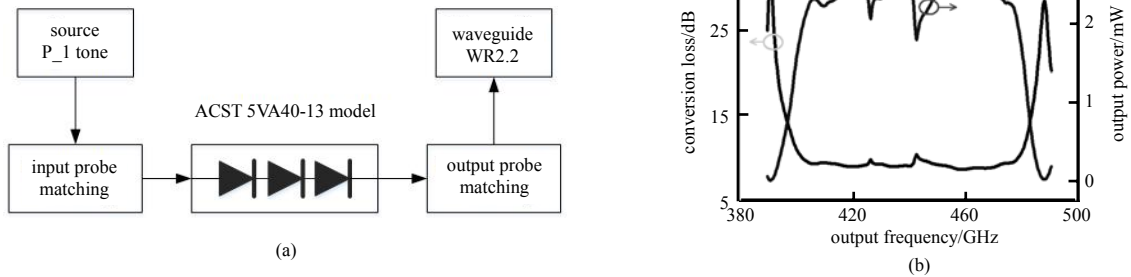 source
P_1 tone
waveguide
WR2.2
ACST 5VA40-13 model
input probe
matching
output probe
matching
(a)
conversion loss/dB
25
15
5
380
420
460
500
output frequency/GHz
2
1
0
output power/mW
(b)